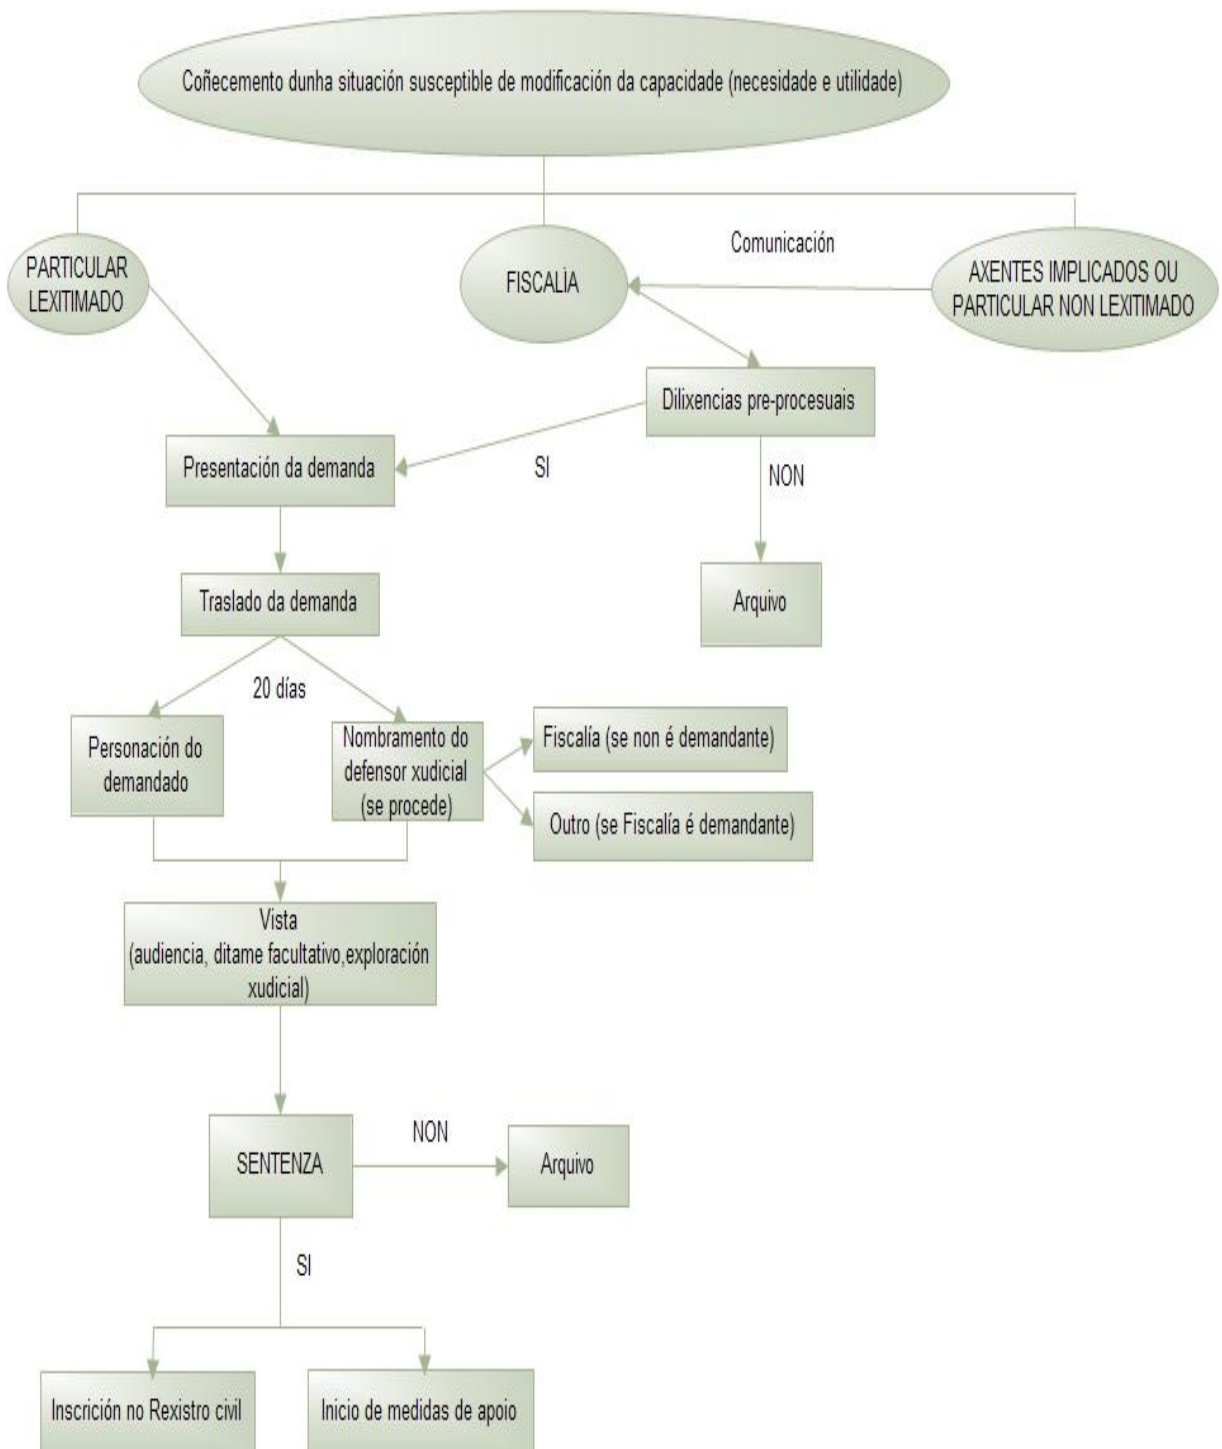 Coñecemento dunha situación susceptible de modificación da capacidade (necesidade e utilidade)
PARTICULAR
LEXITIMADO
FISCALÌA
Comunicación
AXENTES IMPLICADOS OU
PARTICULAR NON LEXITIMADO
Dilixencias pre-procesuais
Presentación da demanda
SI
NON
Traslado da demanda
Arquivo
20 días
Personación do
demandado
Nombramento do
defensor xudicial
(se procede)
Fiscalía (se non é demandante)
Outro (se Fiscalía é demandante)
Vista
(audiencia, ditame facultativo,exploración
xudicial)
SENTENZA
NON
Arquivo
SI
Inscrición no Rexistro civil
Inicio de medidas de apoio